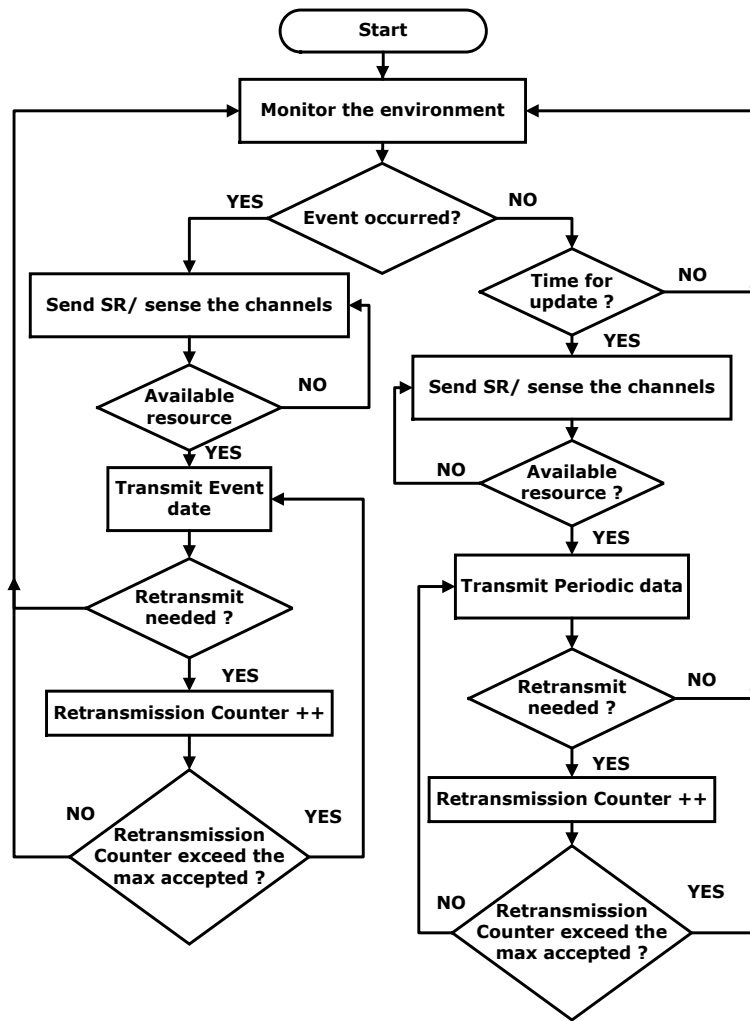 Start
Monitor the environment
YES
NO
Event occurred?
Time for
update ?
NO
Send SR/ sense the channels
YES
Available
resource
NO
Send SR/ sense the channels
YES
NO
Available
resource ?
Transmit Event
date
YES
Transmit Periodic data
Retransmit
needed ?
YES
Retransmit
needed ?
NO
Retransmission Counter ++
YES
Retransmission Counter ++
NO
YES
Retransmission
Counter exceed the
max accepted ?
NO
YES
Retransmission
Counter exceed the
max accepted ?